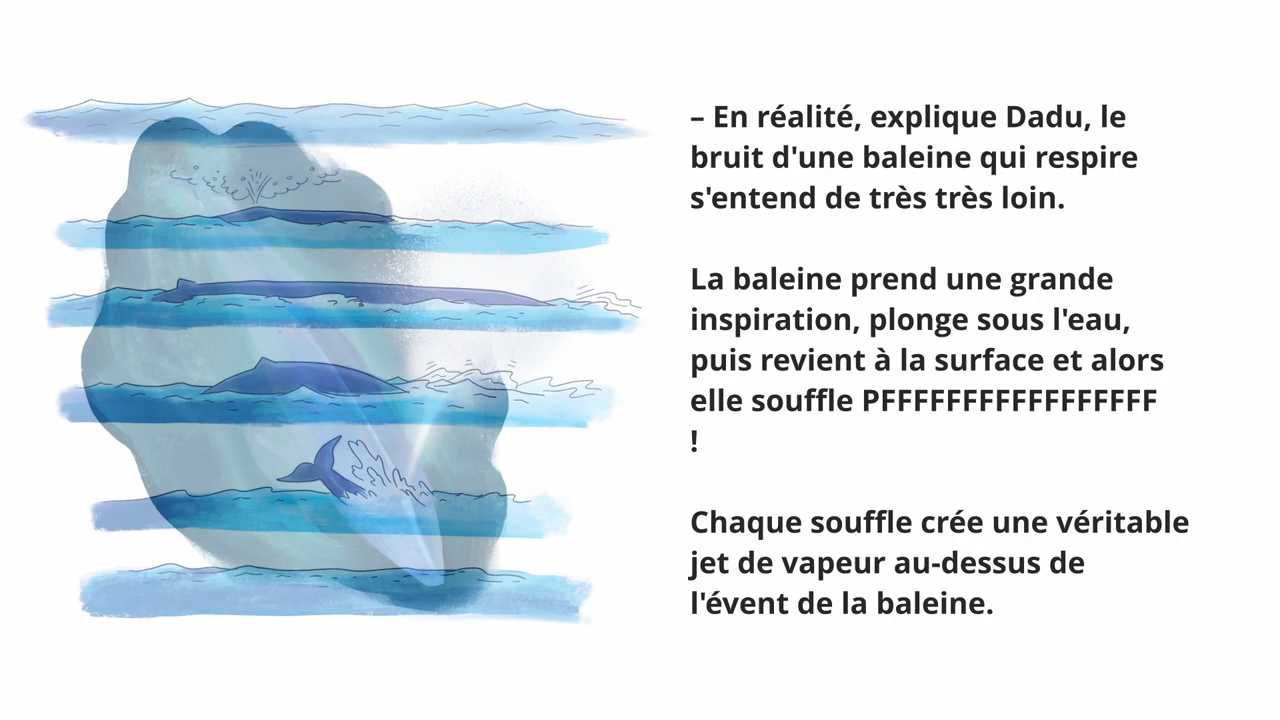 – En réalité, explique Dadu, le
bruit d'une baleine qui respire
s'entend de très très loin.
La baleine prend une grande
inspiration, plonge sous l'eau,
puis revient à la surface et alors
elle souffle PFFFFFFFFFFFFFFFFF
!
Chaque souffle crée une véritable
jet de vapeur au-dessus de
l'évent de la baleine.